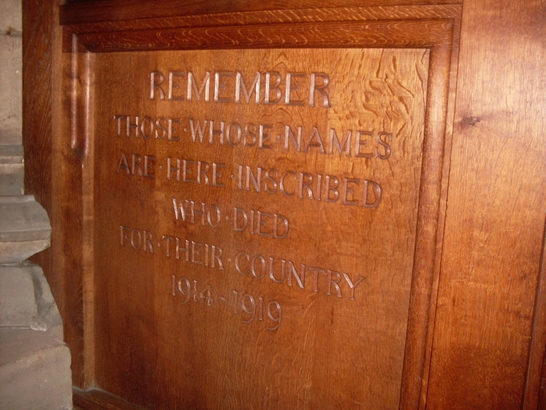 REMEMBER
THOSE·WHOSE·NAMES
ARE·HERE·INSCRIBED
WHO·DIED
FOR·THEIR·COUNTRY
1914-1919